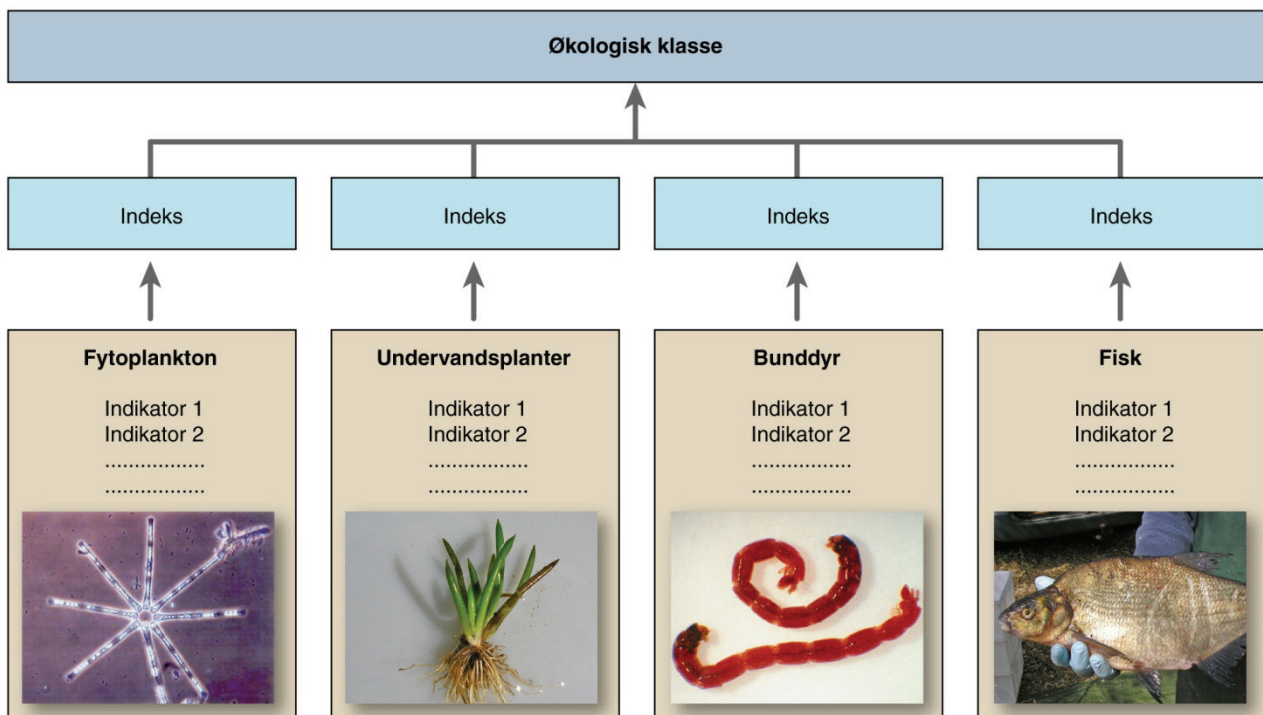 Økologisk klasse
Indeks
Indeks
Indeks
Indeks
Fytoplankton
Indikator 1
Indikator 2
.................
.................
Undervandsplanter
Indikator 1
Indikator 2
.................
.................
Bunddyr
Indikator 1
Indikator 2
.................
.................
Fisk
Indikator 1
Indikator 2
.................
.................